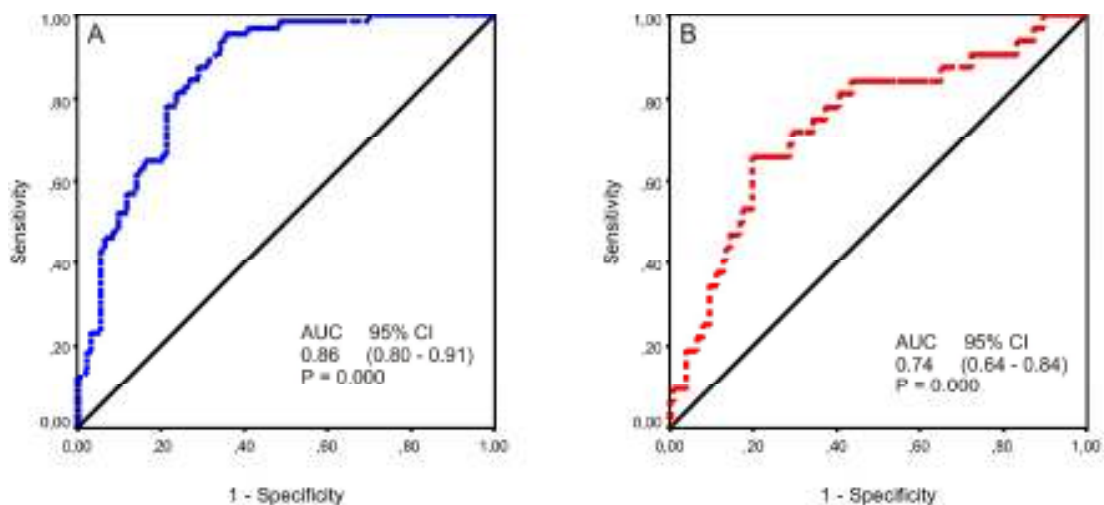 A
Sensitivity
1,00
,80
,60
,40
,20
0,00
AUC 95% CI
0.86 (0.80 - 0.91)
P = 0.000
0,00 ,20 ,40 ,60 ,80 1,00
1 - Specificity
B
Sensitivity
1,00
,80
,60
,40
,20
0,00
AUC 95% CI
0.74 (0.64 - 0.84)
P = 0.000
0,00 ,20 ,40 ,60 ,80 1,00
1 - Specificity